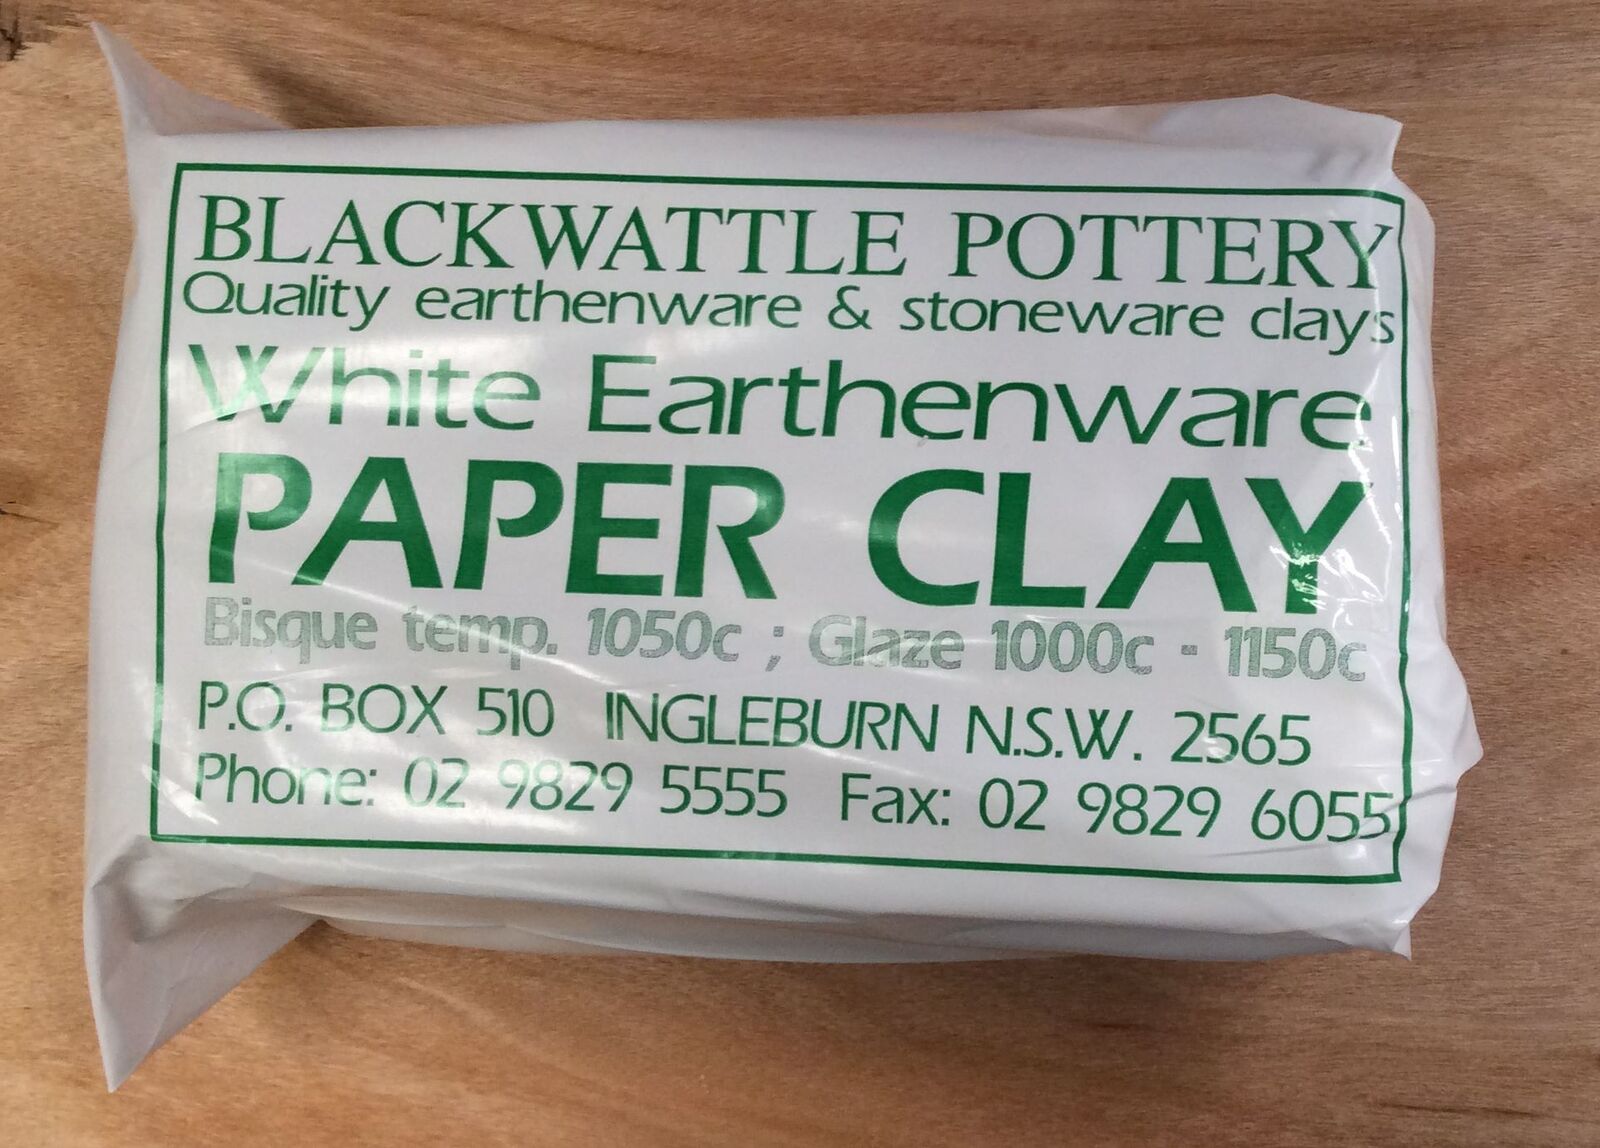 BLACKWATTLE POTTERY
Quality earthenware & stoneware clays
White Earthenware
PAPER CLAY
Bisque temp. 1050c ; Glaze 1000c - 1150c
P.O. BOX 510 INGLEBURN N.S.W. 2565
Phone: 02 9829 5555 Fax: 02 9829 6055